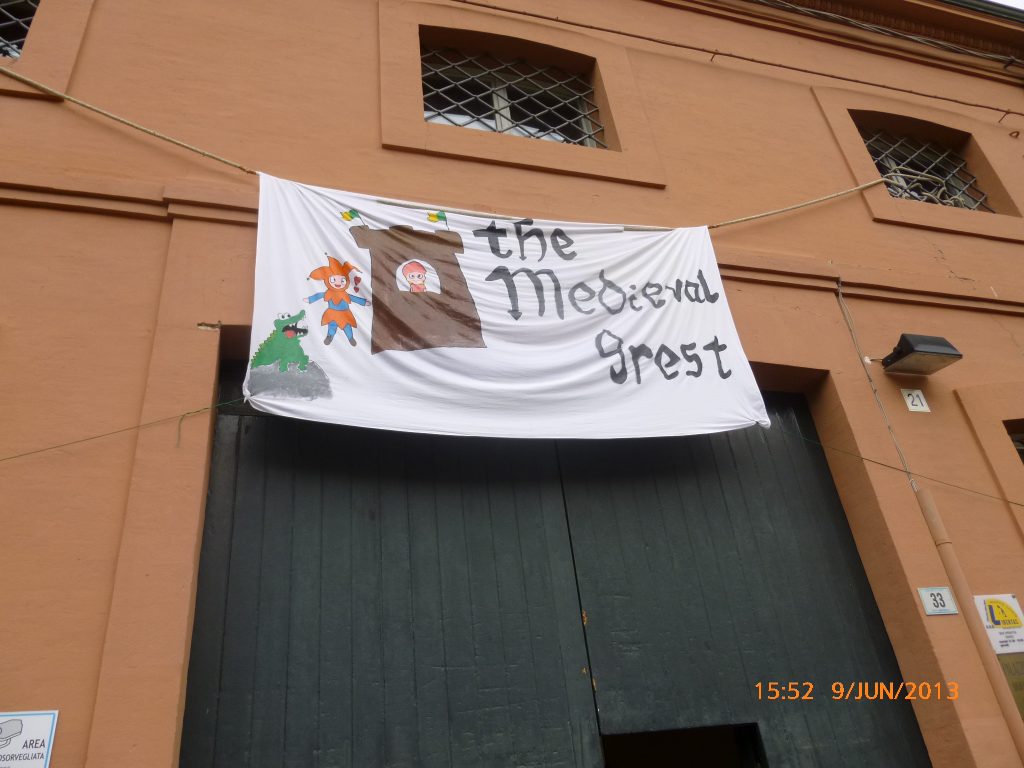 the
Medieval
grest
21
33
AREA
15:52 9/JUN/2013